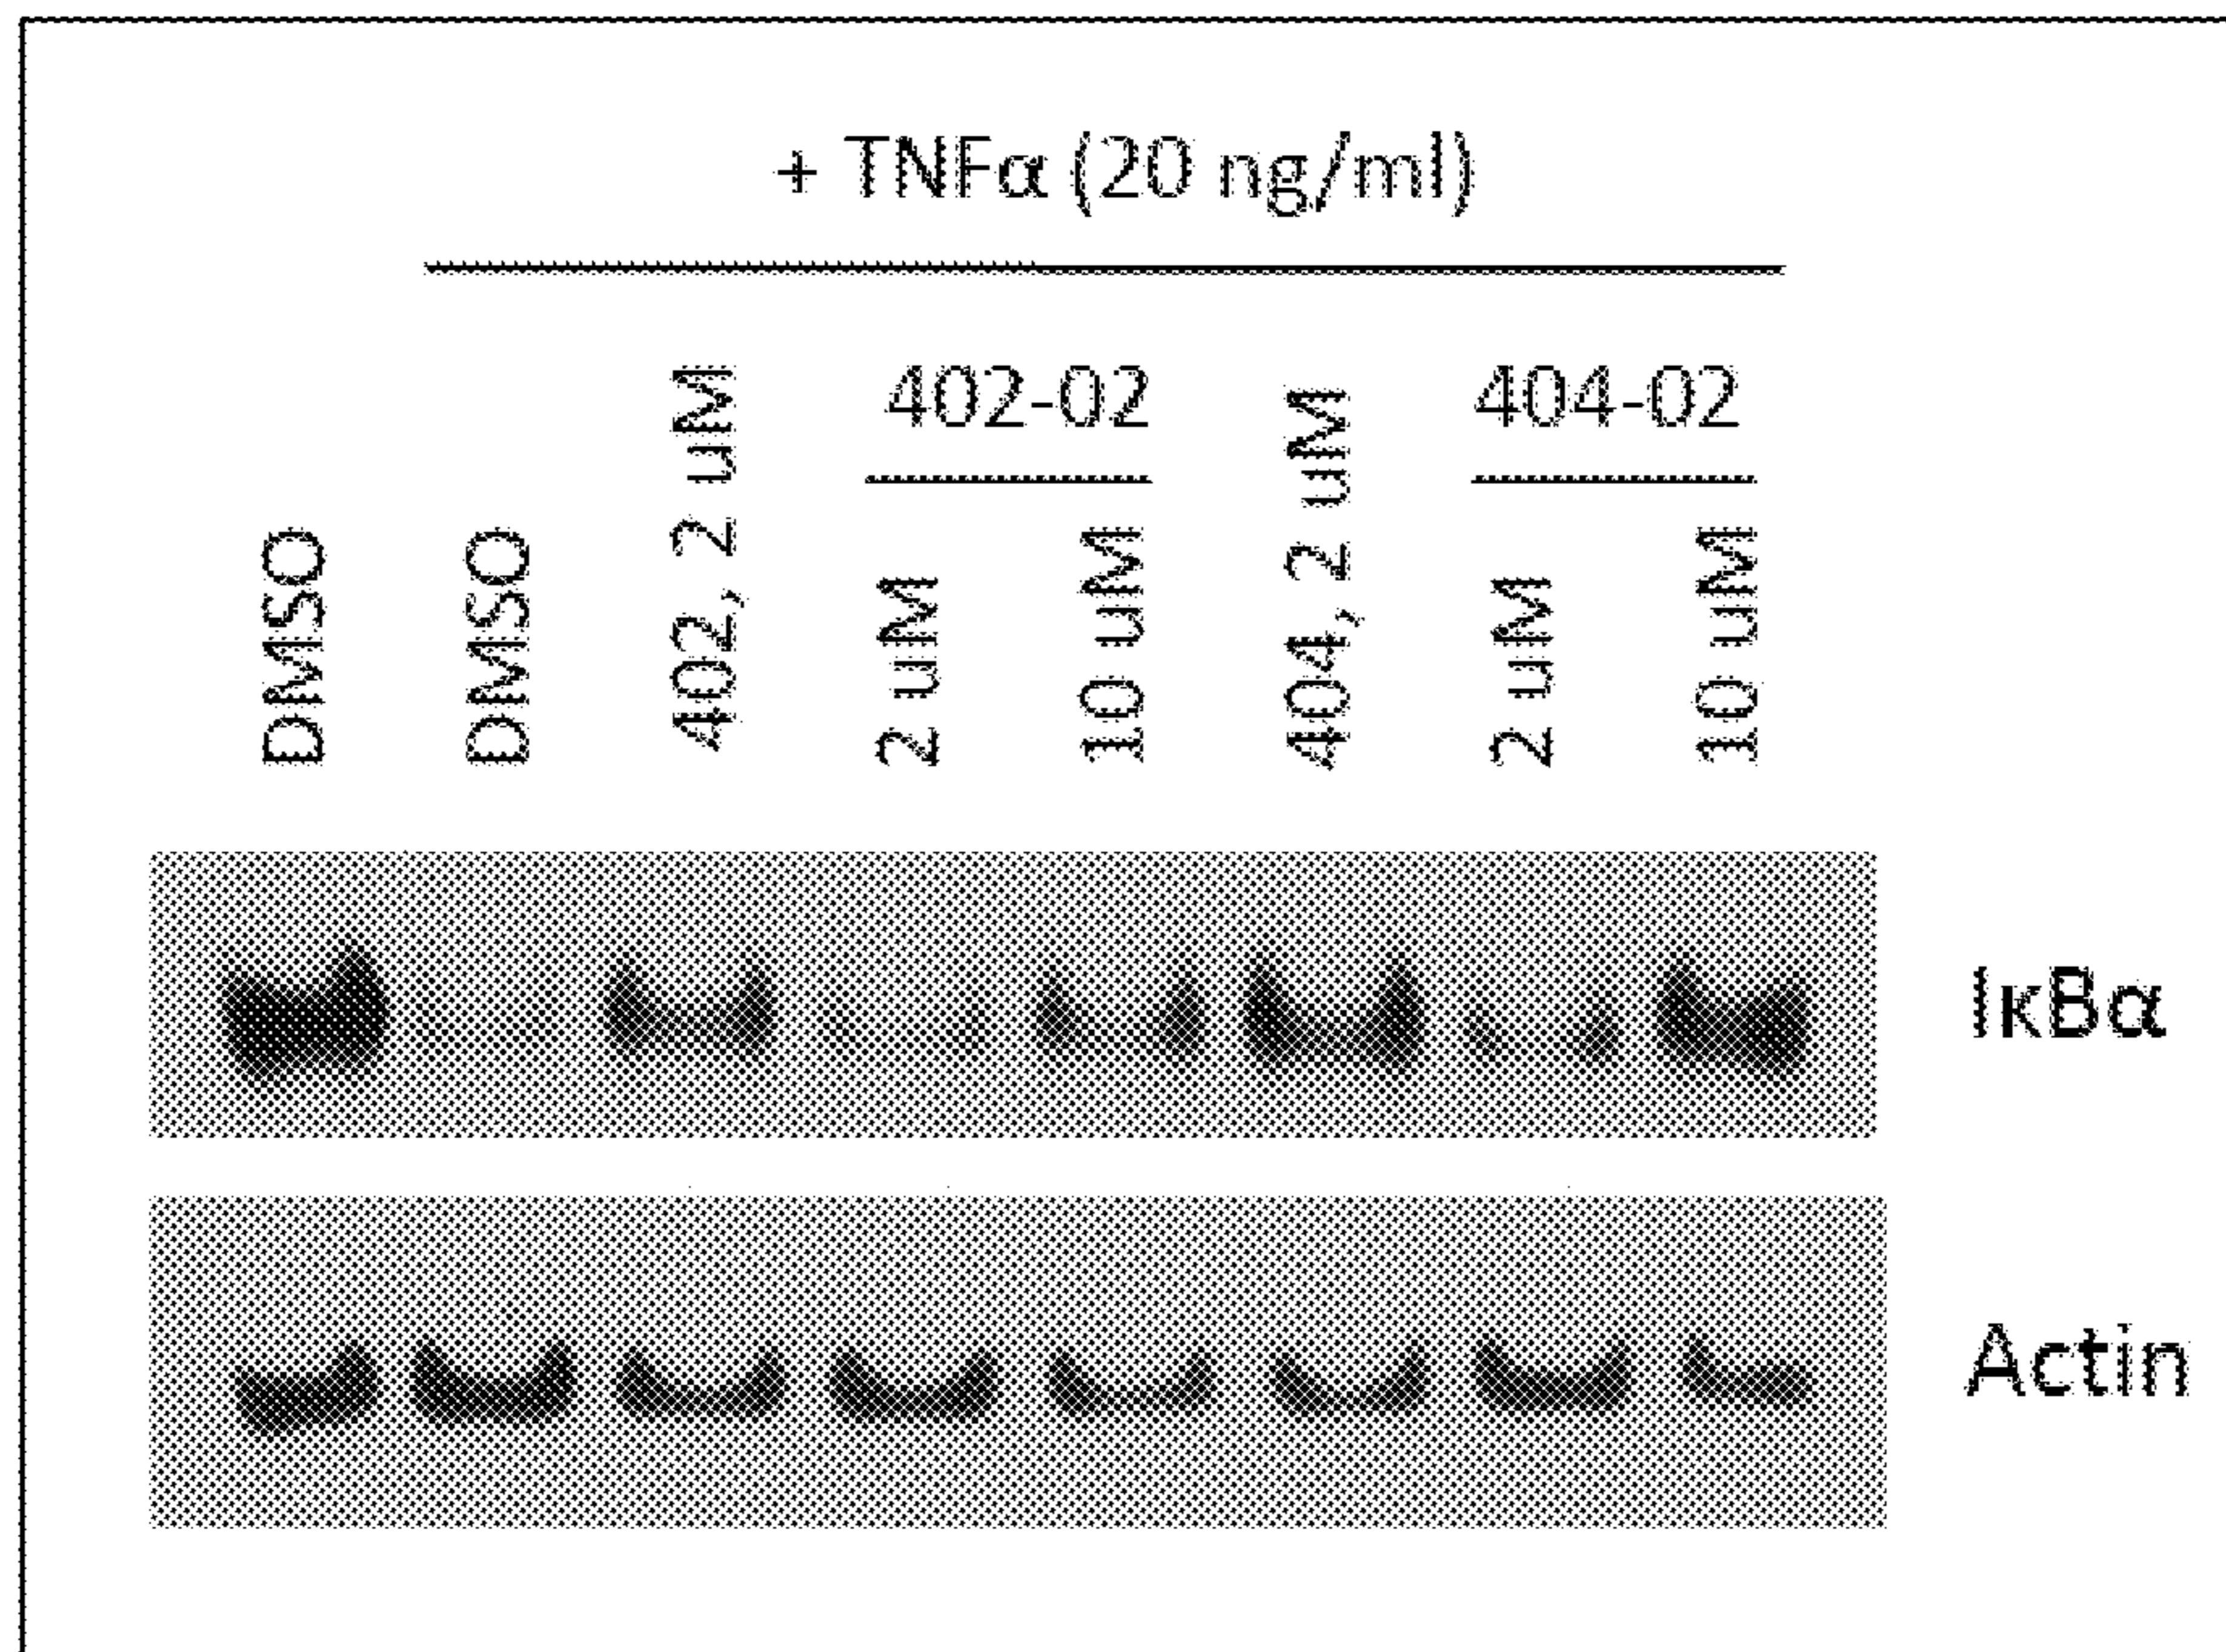 + TNFα (20 ng/ml)
402-02
404-02
DMSO
DMSO
402, 2 uM
2 uM
10 uM
404, 2 uM
2 uM
10 uM
IκBα
Actin